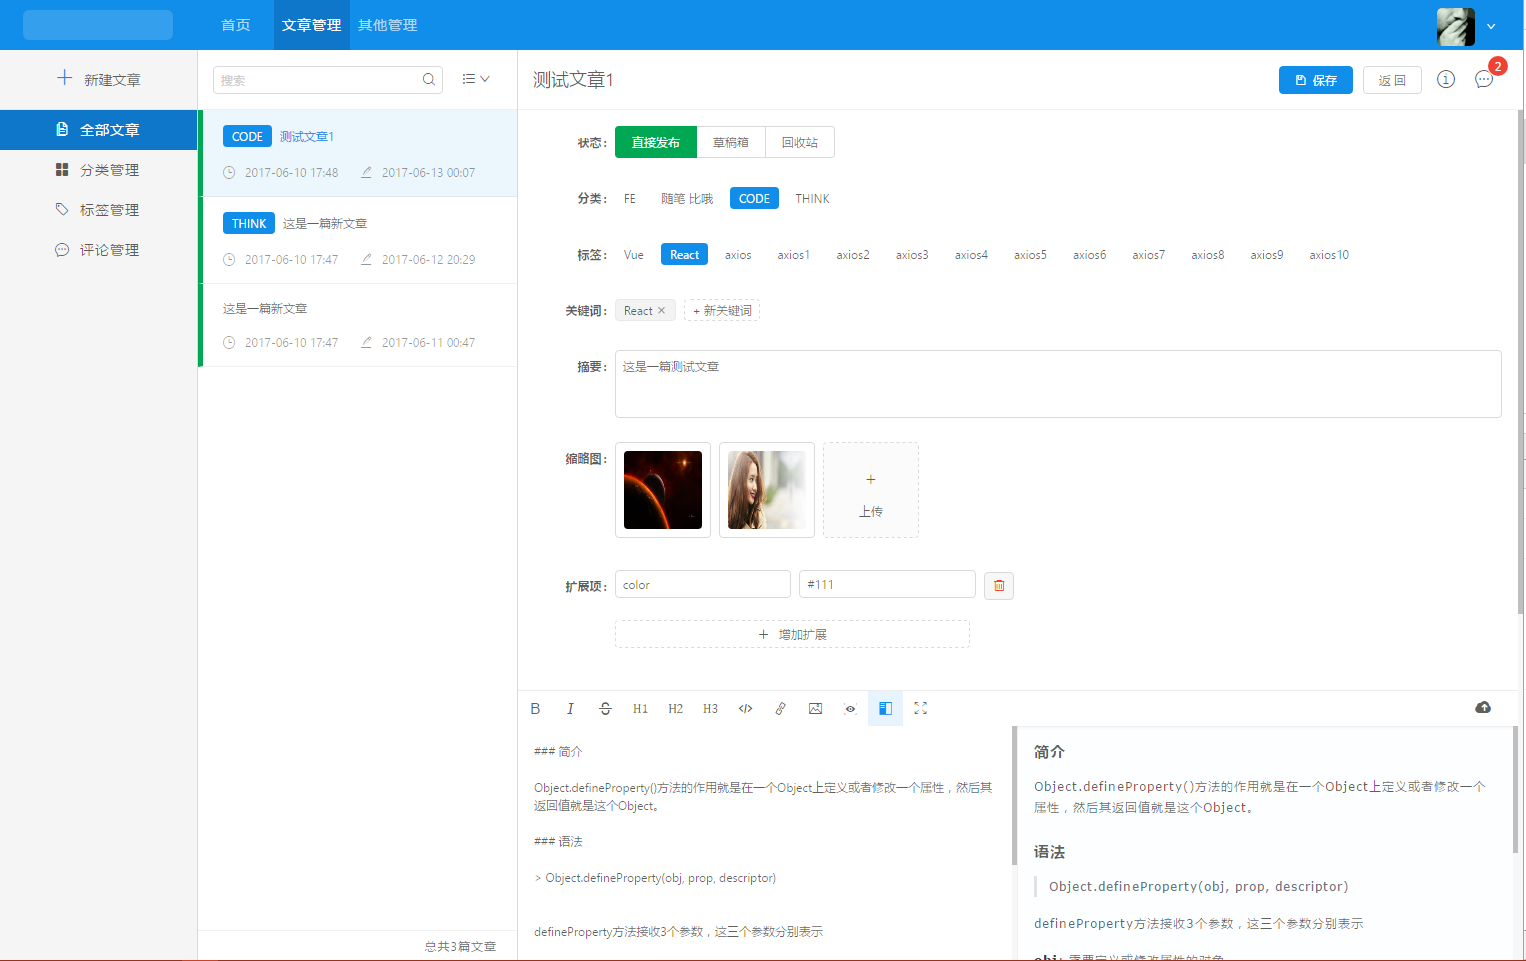 首页 文章管理 其他管理
新建文章
全部文章
分类管理
标签管理
评论管理
搜索
CODE 测试文章1
2017-06-10 17:48 2017-06-13 00:07
THINK 这是一篇新文章
2017-06-10 17:47 2017-06-12 20:29
这是一篇新文章
2017-06-10 17:47 2017-06-11 00:47
总共3篇文章
测试文章1
保存 返回 2
状态: 直接发布 草稿箱 回收站
分类: FE 随笔 比哦 CODE THINK
标签: Vue React axios axios1 axios2 axios3 axios4 axios5 axios6 axios7 axios8 axios9 axios10
关键词: React × + 新关键词
摘要: 这是一篇测试文章
缩略图: + 上传
扩展项: color #111
+ 增加扩展
B I S H1 H2 H3
### 简介
Object.defineProperty()方法的作用就是在一个Object上定义或者修改一个属性，然后其
返回值就是这个Object。
### 语法
> Object.defineProperty(obj, prop, descriptor)
defineProperty方法接收3个参数，这三个参数分别表示
简介
Object.defineProperty()方法的作用就是在一个Object上定义或者修改一个
属性，然后其返回值就是这个Object。
语法
Object.defineProperty(obj, prop, descriptor)
defineProperty方法接收3个参数，这三个参数分别表示
obj: 需要定义或修改属性的对象